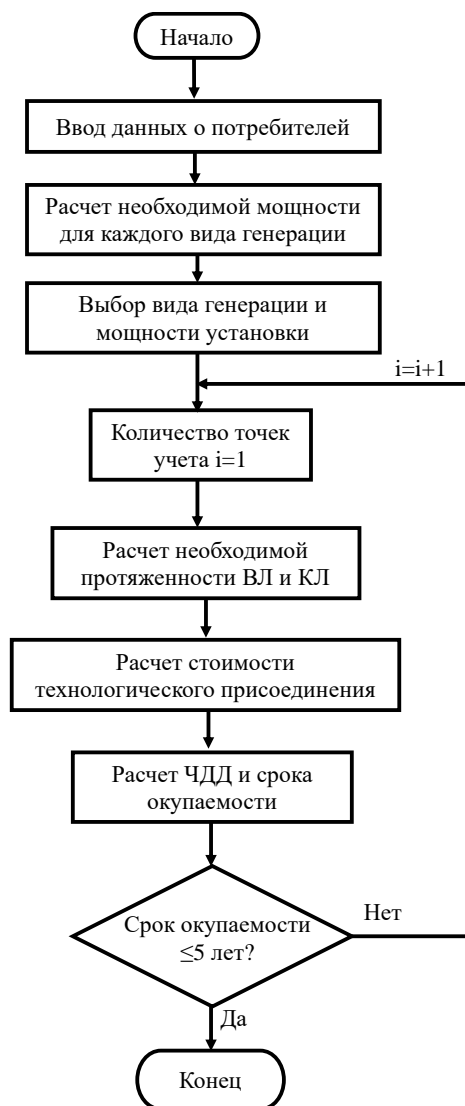 Начало
Ввод данных о потребителей
Расчет необходимой мощности
для каждого вида генерации
Выбор вида генерации и
мощности установки
i=i+1
Количество точек
учета i=1
Расчет необходимой
протяженности ВЛ и КЛ
Расчет стоимости
технологического присоединения
Расчет ЧДД и срока
окупаемости
Срок окупаемости
≤5 лет?
Нет
Да
Конец